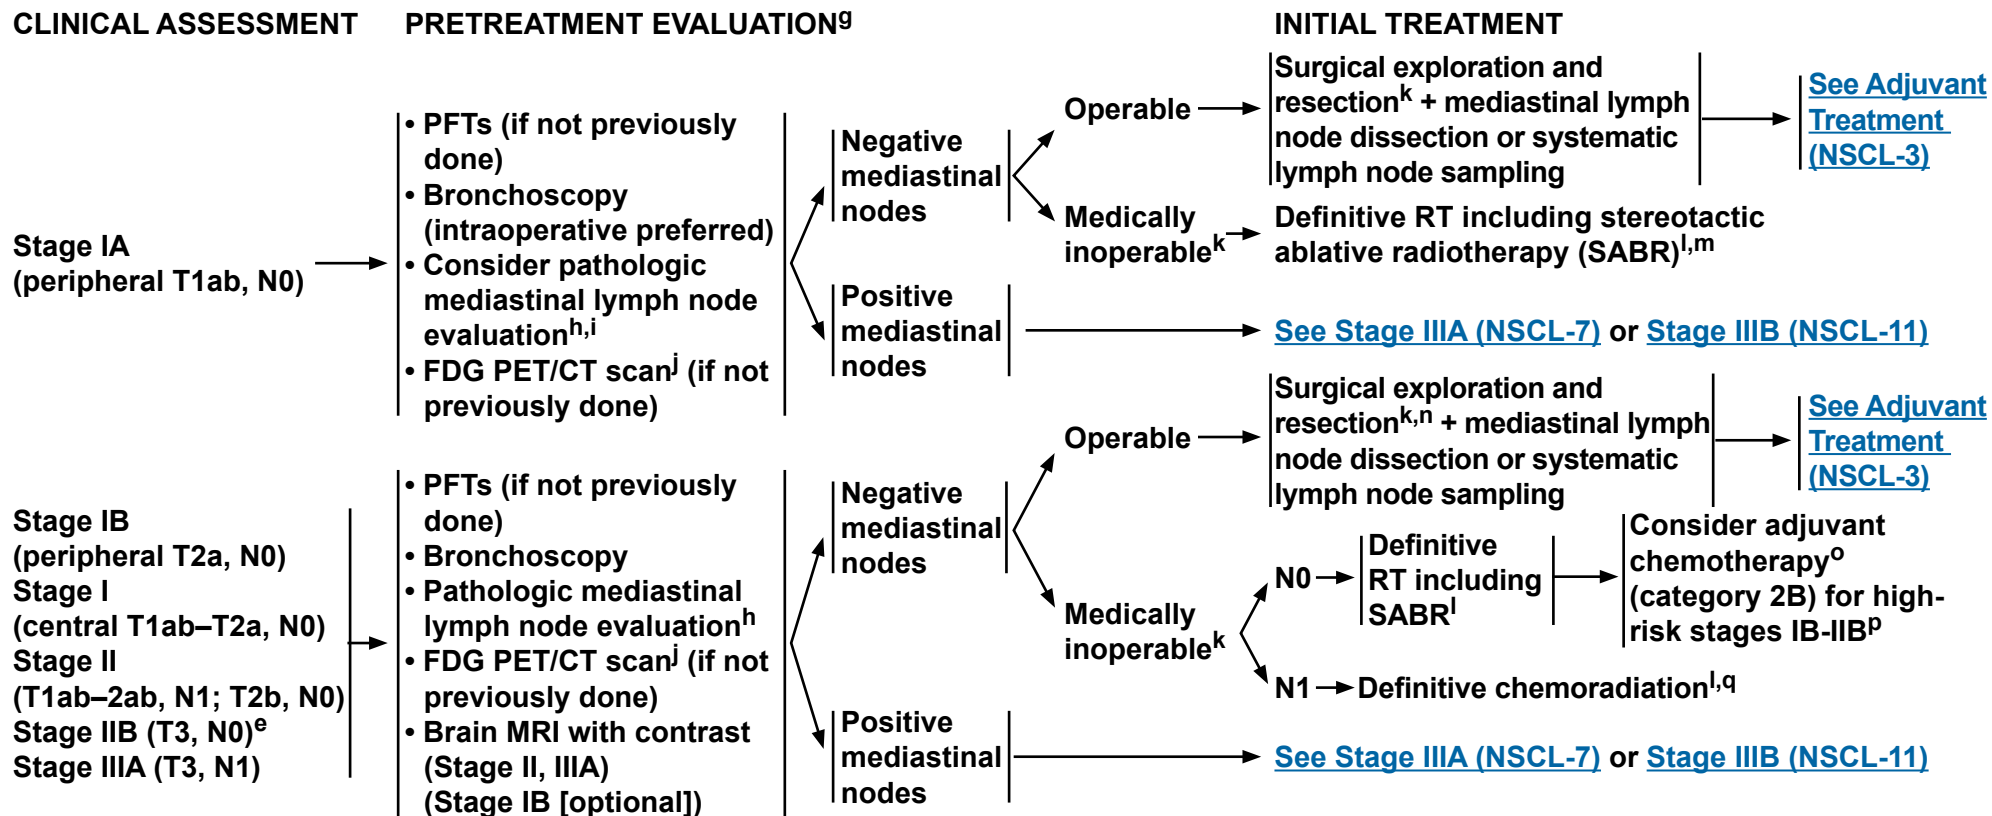 CLINICAL ASSESSMENT
PRETREATMENT EVALUATIONg
INITIAL TREATMENT
Stage IA
(peripheral T1ab, N0)
• PFTs (if not previously
done)
• Bronchoscopy
(intraoperative preferred)
• Consider pathologic
mediastinal lymph node
evaluationh,i
• FDG PET/CT scanj (if not
previously done)
Negative
mediastinal
nodes
Operable
Surgical exploration and
resectionk + mediastinal lymph
node dissection or systematic
lymph node sampling
See Adjuvant
Treatment
(NSCL-3)
Medically
inoperablek
Definitive RT including stereotactic
ablative radiotherapy (SABR)l,m
Positive
mediastinal
nodes
See Stage IIIA (NSCL-7) or Stage IIIB (NSCL-11)
Stage IB
(peripheral T2a, N0)
Stage I
(central T1ab–T2a, N0)
Stage II
(T1ab–2ab, N1; T2b, N0)
Stage IIB (T3, N0)e
Stage IIIA (T3, N1)
• PFTs (if not previously
done)
• Bronchoscopy
• Pathologic mediastinal
lymph node evaluationh
• FDG PET/CT scanj (if not
previously done)
• Brain MRI with contrast
(Stage II, IIIA)
(Stage IB [optional])
Negative
mediastinal
nodes
Operable
Surgical exploration and
resectionk,n + mediastinal lymph
node dissection or systematic
lymph node sampling
See Adjuvant
Treatment
(NSCL-3)
Medically
inoperablek
N0
Definitive
RT including
SABRl
Consider adjuvant
chemotherapyo
(category 2B) for high-
risk stages IB-IIBp
N1
Definitive chemoradiationl,q
Positive
mediastinal
nodes
See Stage IIIA (NSCL-7) or Stage IIIB (NSCL-11)